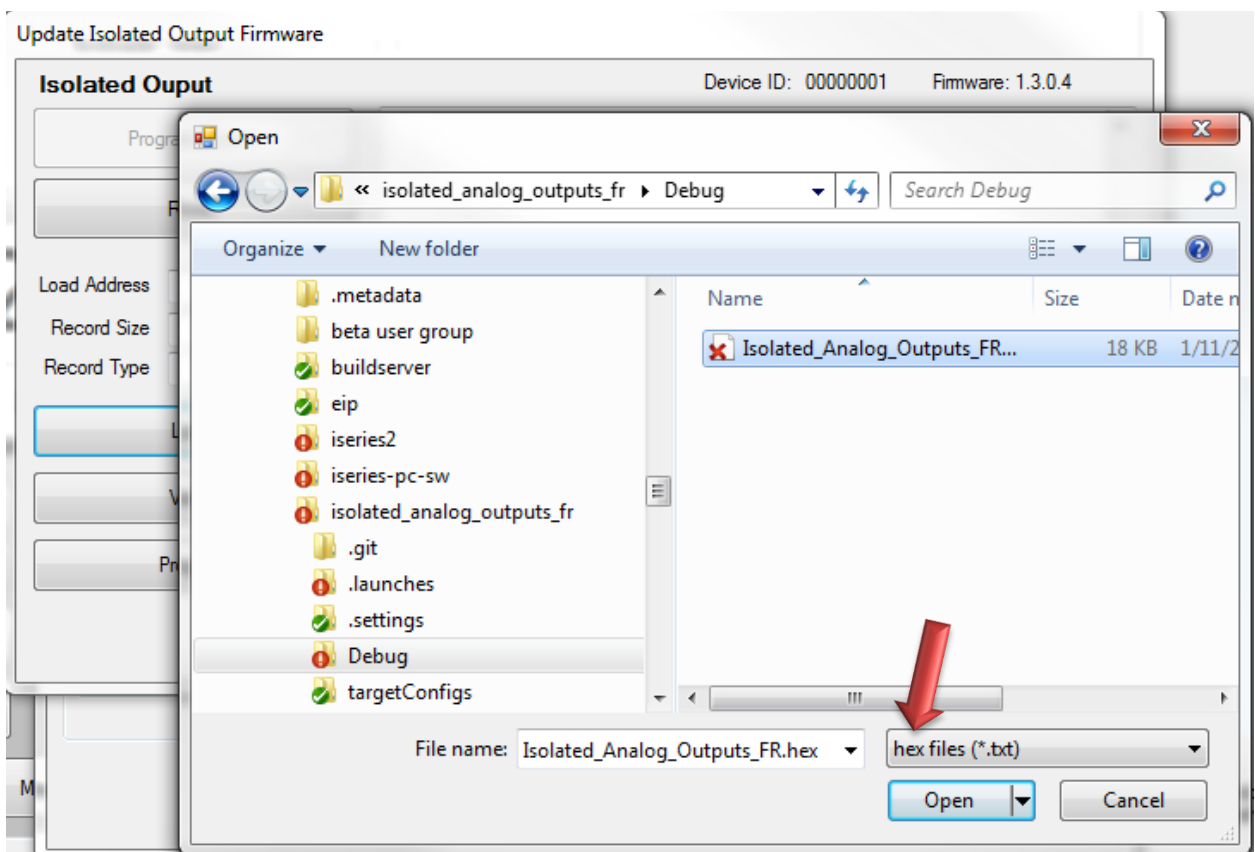 Update Isolated Output Firmware
Isolated Ouput Device ID: 00000001 Firmware: 1.3.0.4
Open
« isolated_analog_outputs_fr ▸ Debug Search Debug
Organize New folder
Load Address
Record Size
Record Type
.metadata
beta user group
buildserver
eip
iseries2
iseries-pc-sw
isolated_analog_outputs_fr
.git
.launches
.settings
Debug
targetConfigs
Name Size
Isolated_Analog_Outputs_FR... 18 KB 1/11/2
File name: Isolated_Analog_Outputs_FR.hex hex files (*.txt)
Open Cancel